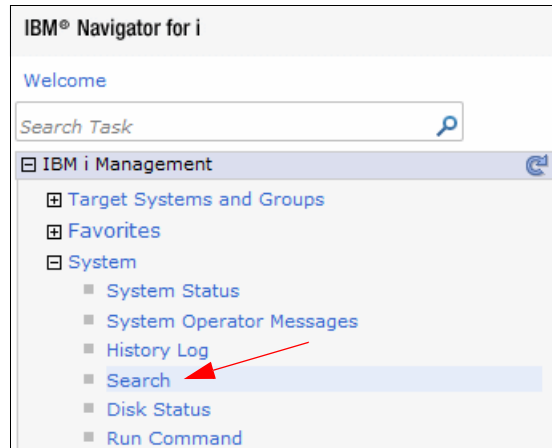 IBM® Navigator for i
Welcome
Search Task
IBM i Management
Target Systems and Groups
Favorites
System
System Status
System Operator Messages
History Log
Search
Disk Status
Run Command